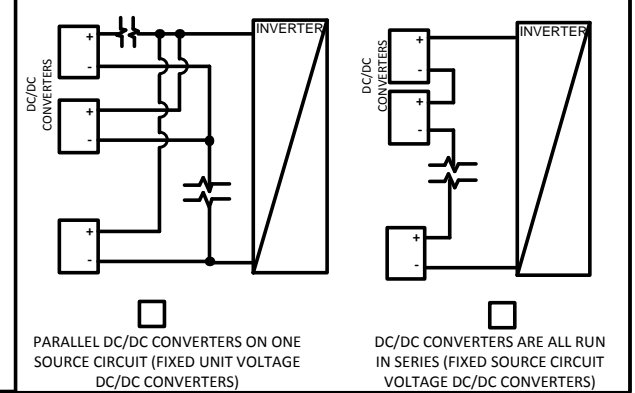 +
-
+
-
+
-
DC/DC
CONVERTERS
INVERTER
PARALLEL DC/DC CONVERTERS ON ONE
SOURCE CIRCUIT (FIXED UNIT VOLTAGE
DC/DC CONVERTERS)
+
-
+
-
+
-
DC/DC
CONVERTERS
INVERTER
DC/DC CONVERTERS ARE ALL RUN
IN SERIES (FIXED SOURCE CIRCUIT
VOLTAGE DC/DC CONVERTERS)